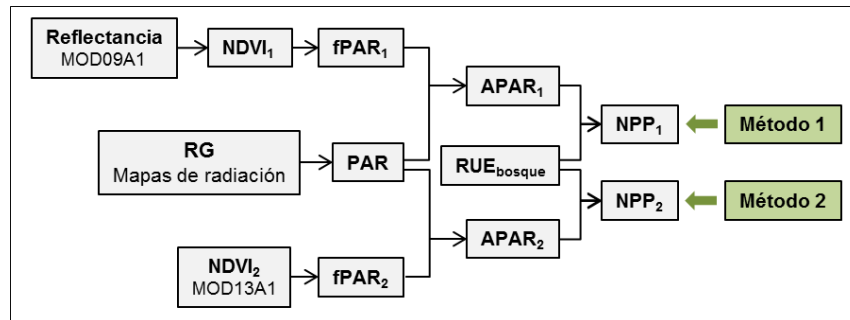 Reflectancia
MOD09A1
NDVI₁
fPAR₁
APAR₁
NPP₁
Método 1
RG
Mapas de radiación
PAR
RUEbosque
NPP₂
Método 2
APAR₂
NDVI₂
MOD13A1
fPAR₂